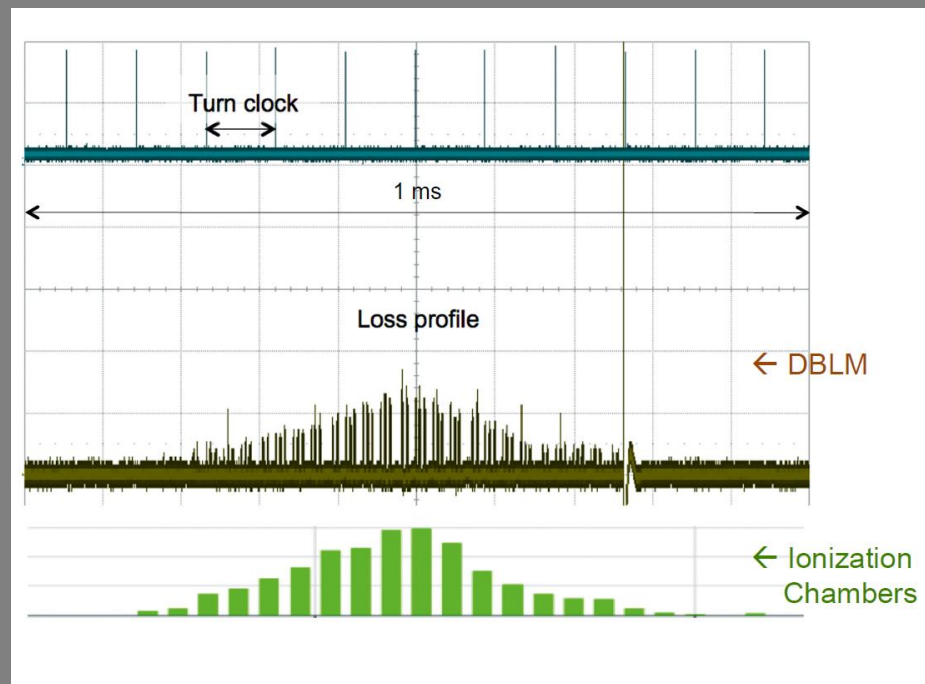 Turn clock
1 ms
Loss profile
← DBLM
← Ionization
Chambers